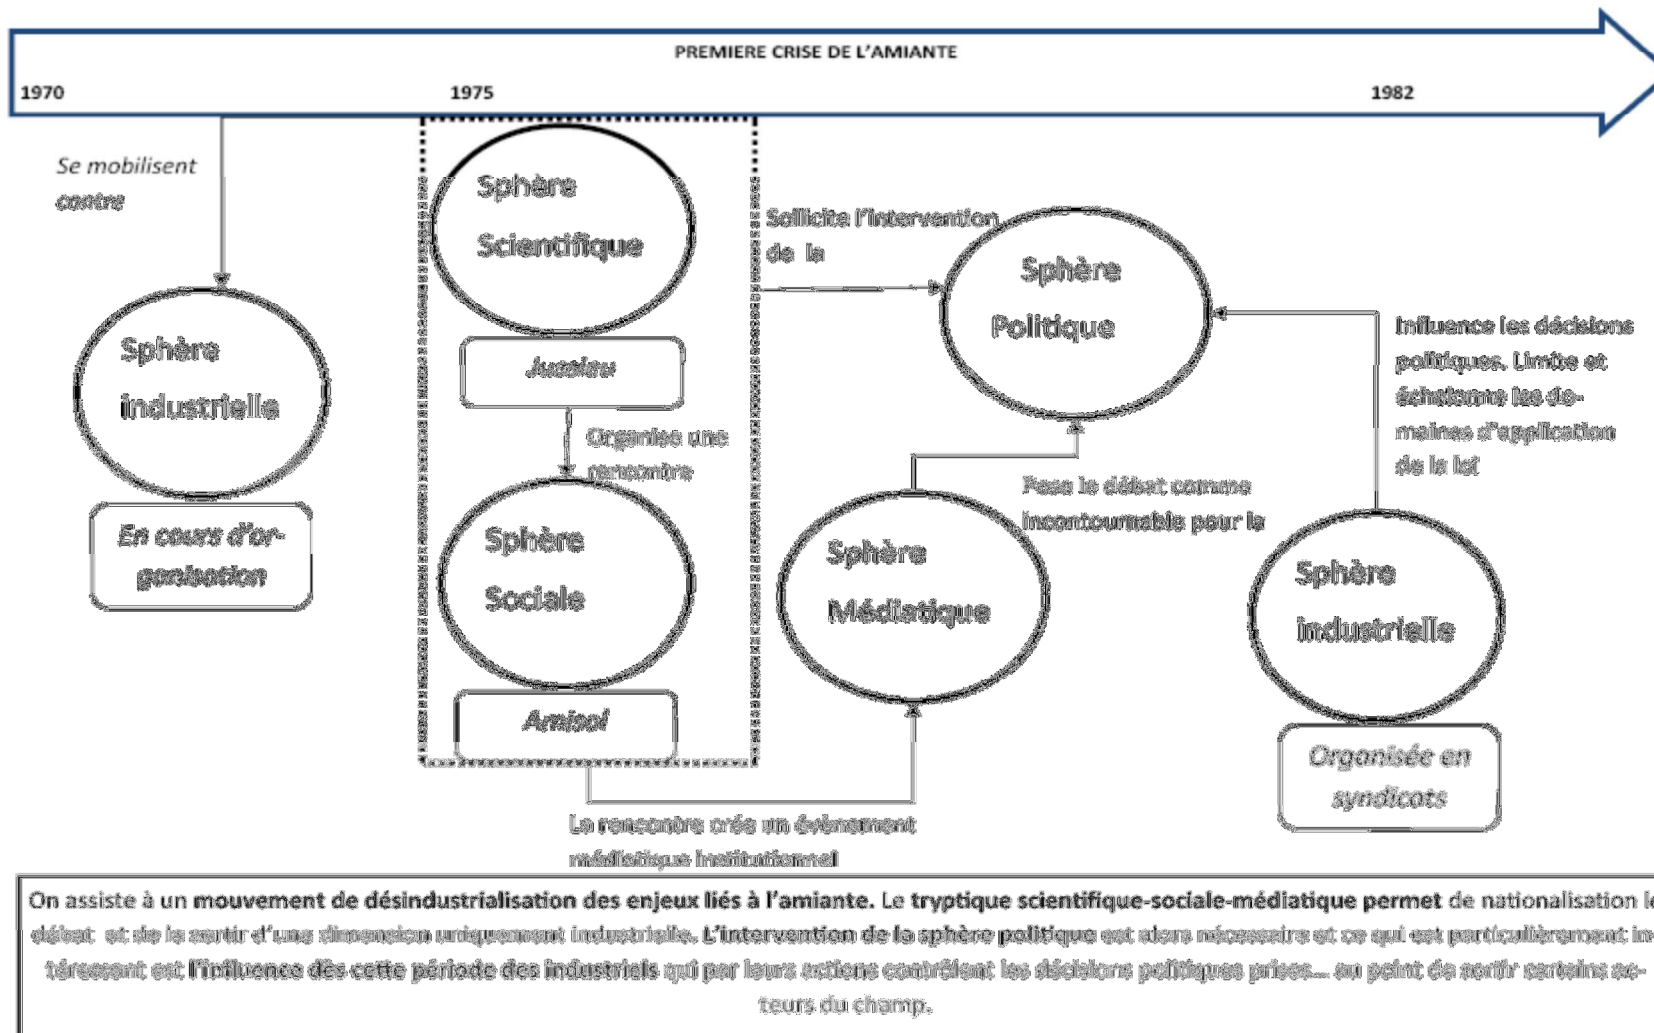 PREMIERE CRISE DE L'AMIANTE
1970 1975 1982
Se mobilisent
contre
Sphère
industrielle
En cours d'or-
ganisation
Sphère
Scientifique
Jussieu
Organise une
rencontre
Sphère
Sociale
Amisol
La rencontre crée un évènement
médiatique institutionnel
Sollicite l'intervention
de la
Sphère
Politique
Sphère
Médiatique
Pose le débat comme
incontournable pour la
Influence les décisions
politiques. Limite et
échelonne les do-
maines d'application
de la loi
Sphère
industrielle
Organisée en
syndicats
On assiste à un mouvement de désindustrialisation des enjeux liés à l'amiante. Le tryptique scientifique-sociale-médiatique permet de nationalisation le
débat et de le sortir d'une dimension uniquement industrielle. L'intervention de la sphère politique est alors nécessaire et ce qui est particulièrement in-
téressant est l'influence dès cette période des industriels qui par leurs actions contrôlent les décisions politiques prises... au point de sortir certains ac-
teurs du champ.